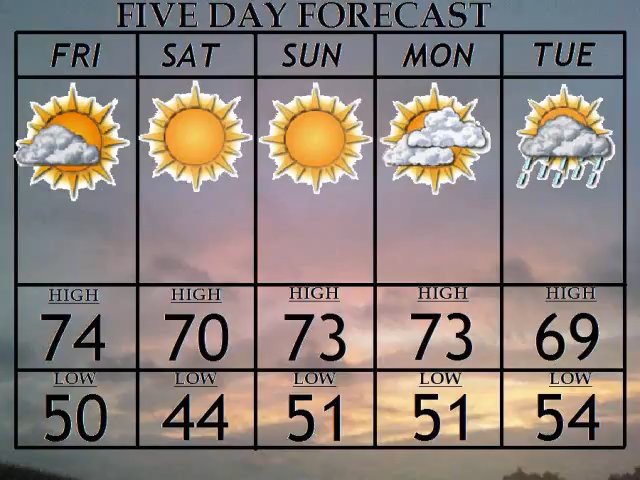 FIVE DAY FORECAST
FRI SAT SUN MON TUE
HIGH HIGH HIGH HIGH HIGH
74 70 73 73 69
LOW LOW LOW LOW LOW
50 44 51 51 54